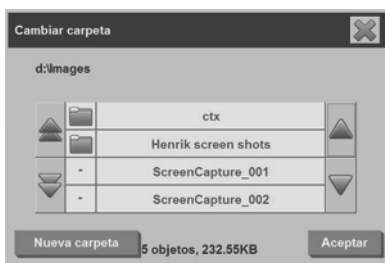 Cambiar carpeta
d:\Images
ctx
Henrik screen shots
- ScreenCapture_001
- ScreenCapture_002
Nueva carpeta
5 objetos, 232.55KB
Aceptar